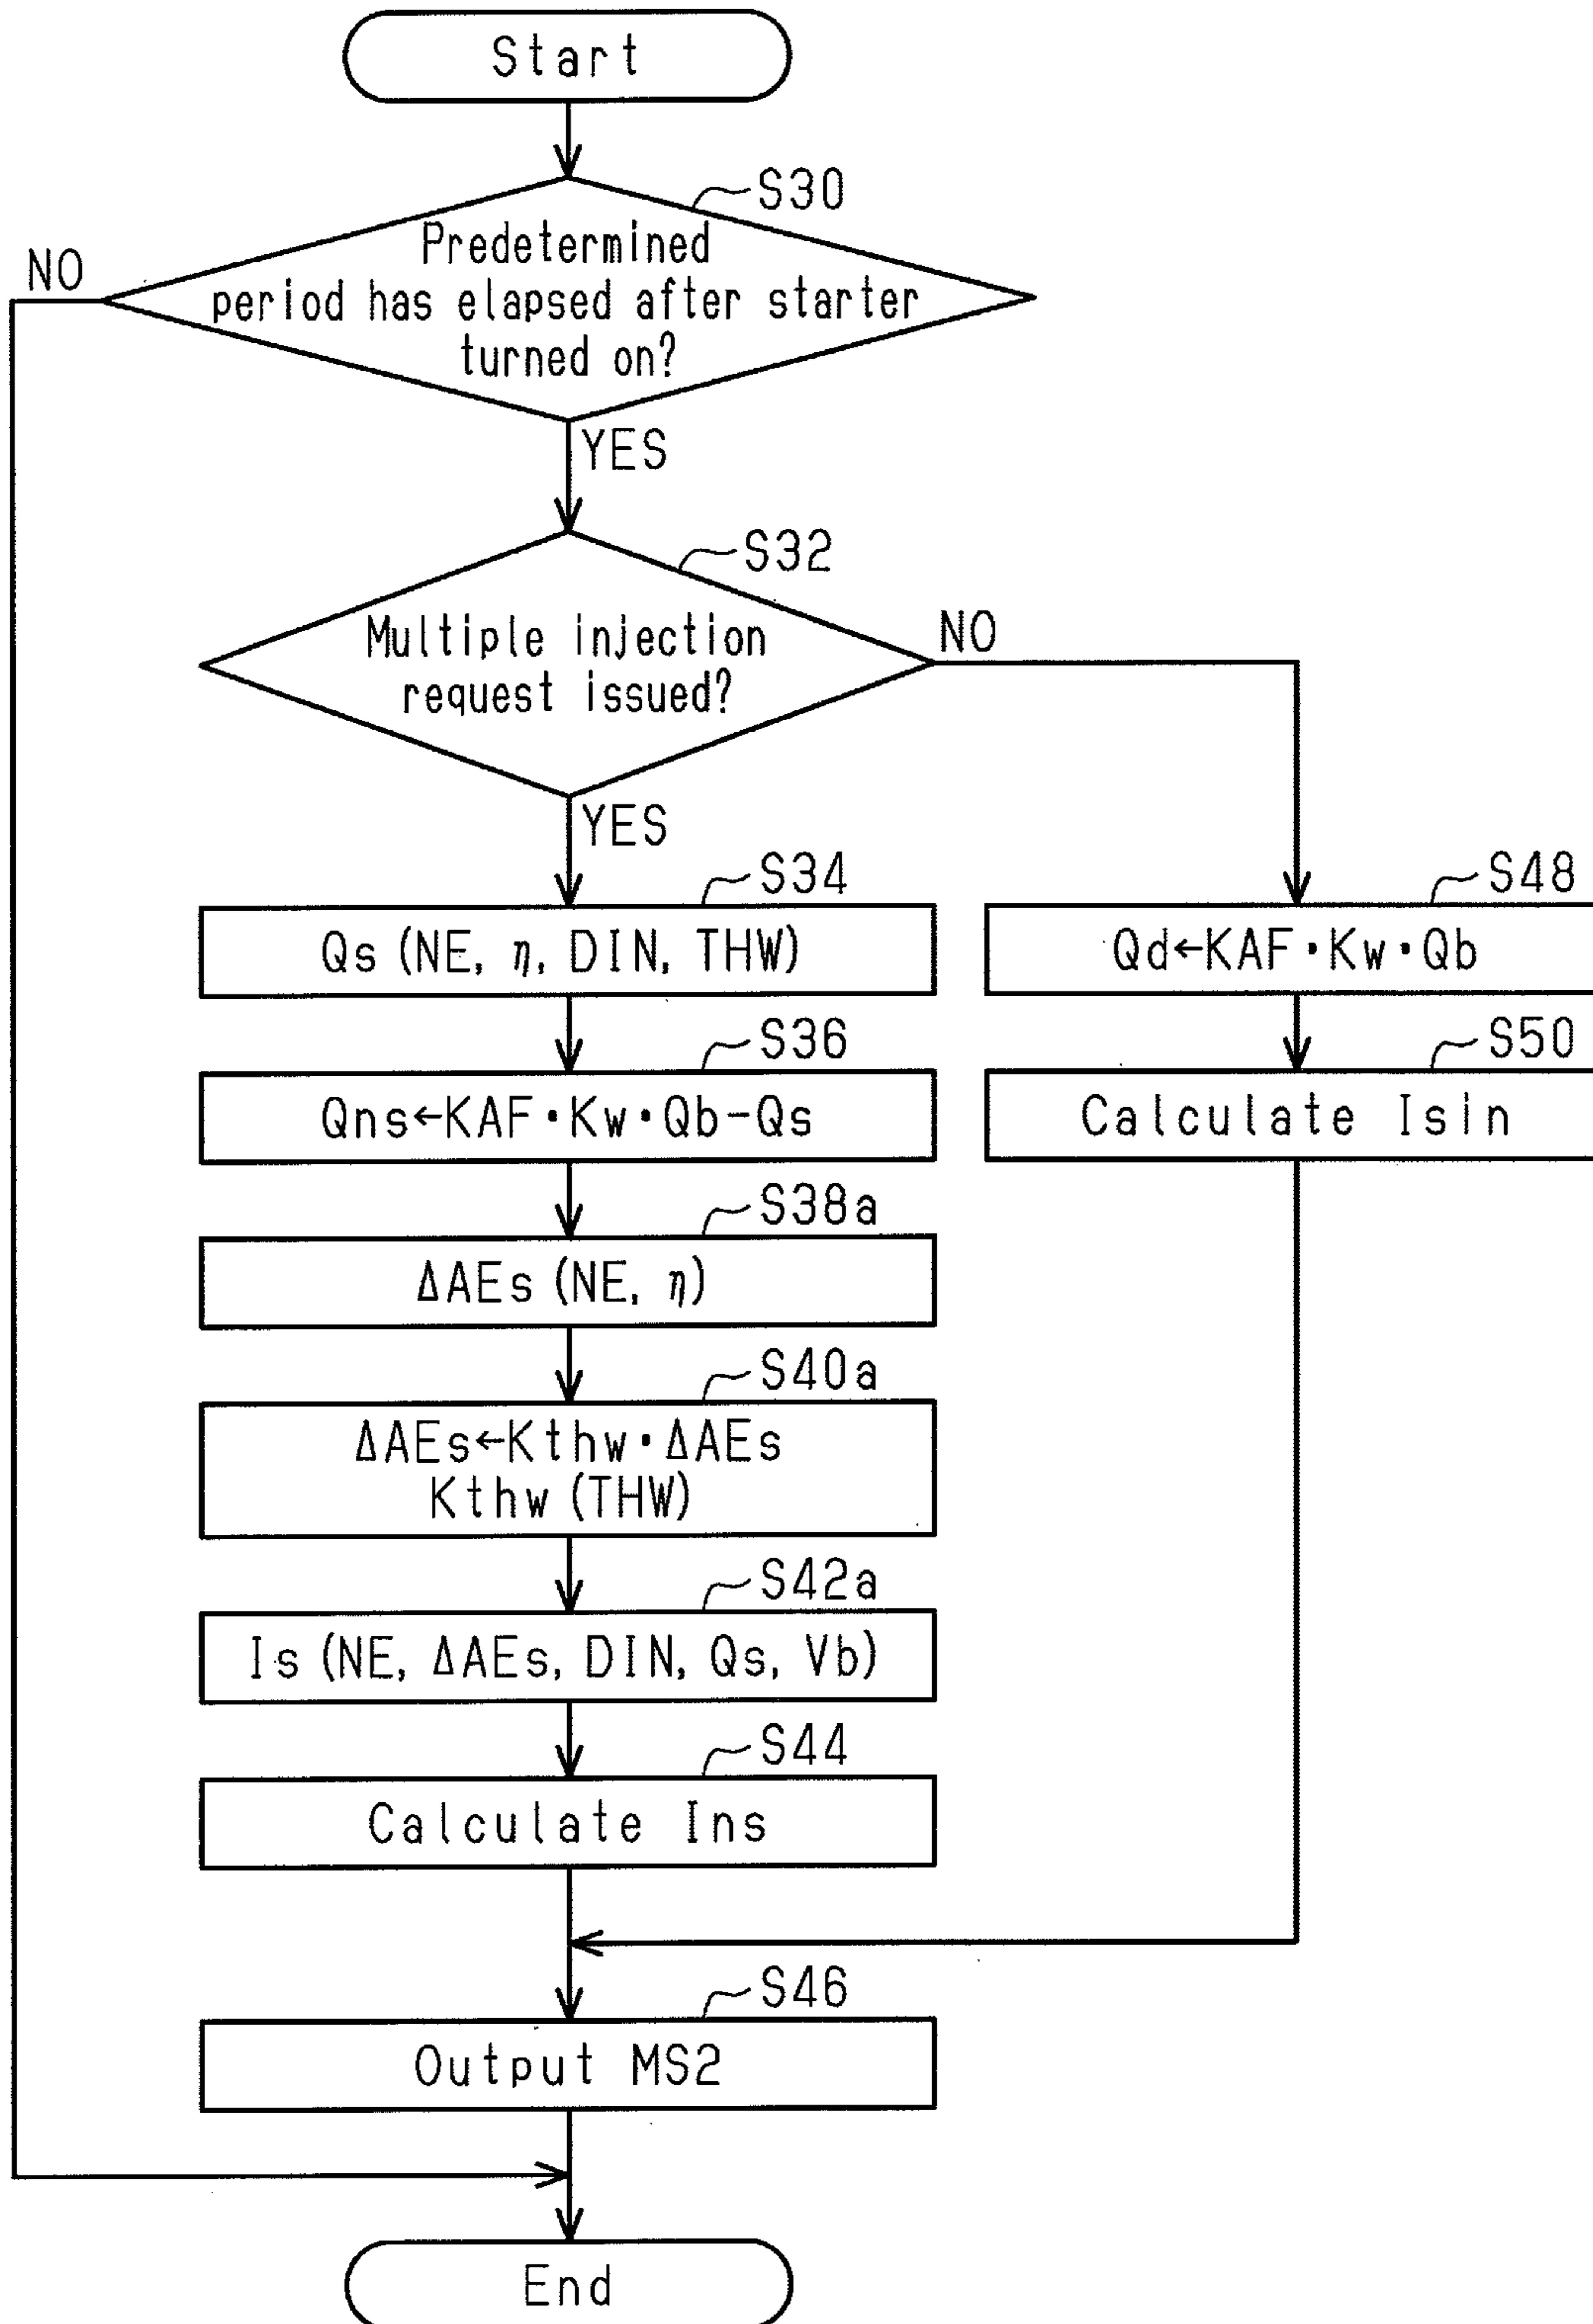 Start
S30
Predetermined
period has elapsed after starter
turned on?
NO
YES
S32
Multiple injection
request issued?
NO
YES
S34
Qs (NE, η, DIN, THW)
S48
Qd←KAF・Kw・Qb
S36
Qns←KAF・Kw・Qb-Qs
S50
Calculate Isin
S38a
ΔAEs (NE, η)
S40a
ΔAEs←Kthw・ΔAEs
Kthw (THW)
S42a
Is (NE, ΔAEs, DIN, Qs, Vb)
S44
Calculate Ins
S46
Output MS2
End